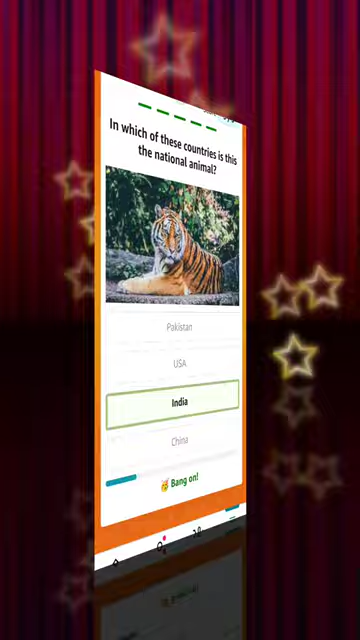 In which of these countries is this
the national animal?
Pakistan
USA
India
China
🥳 Bang on!